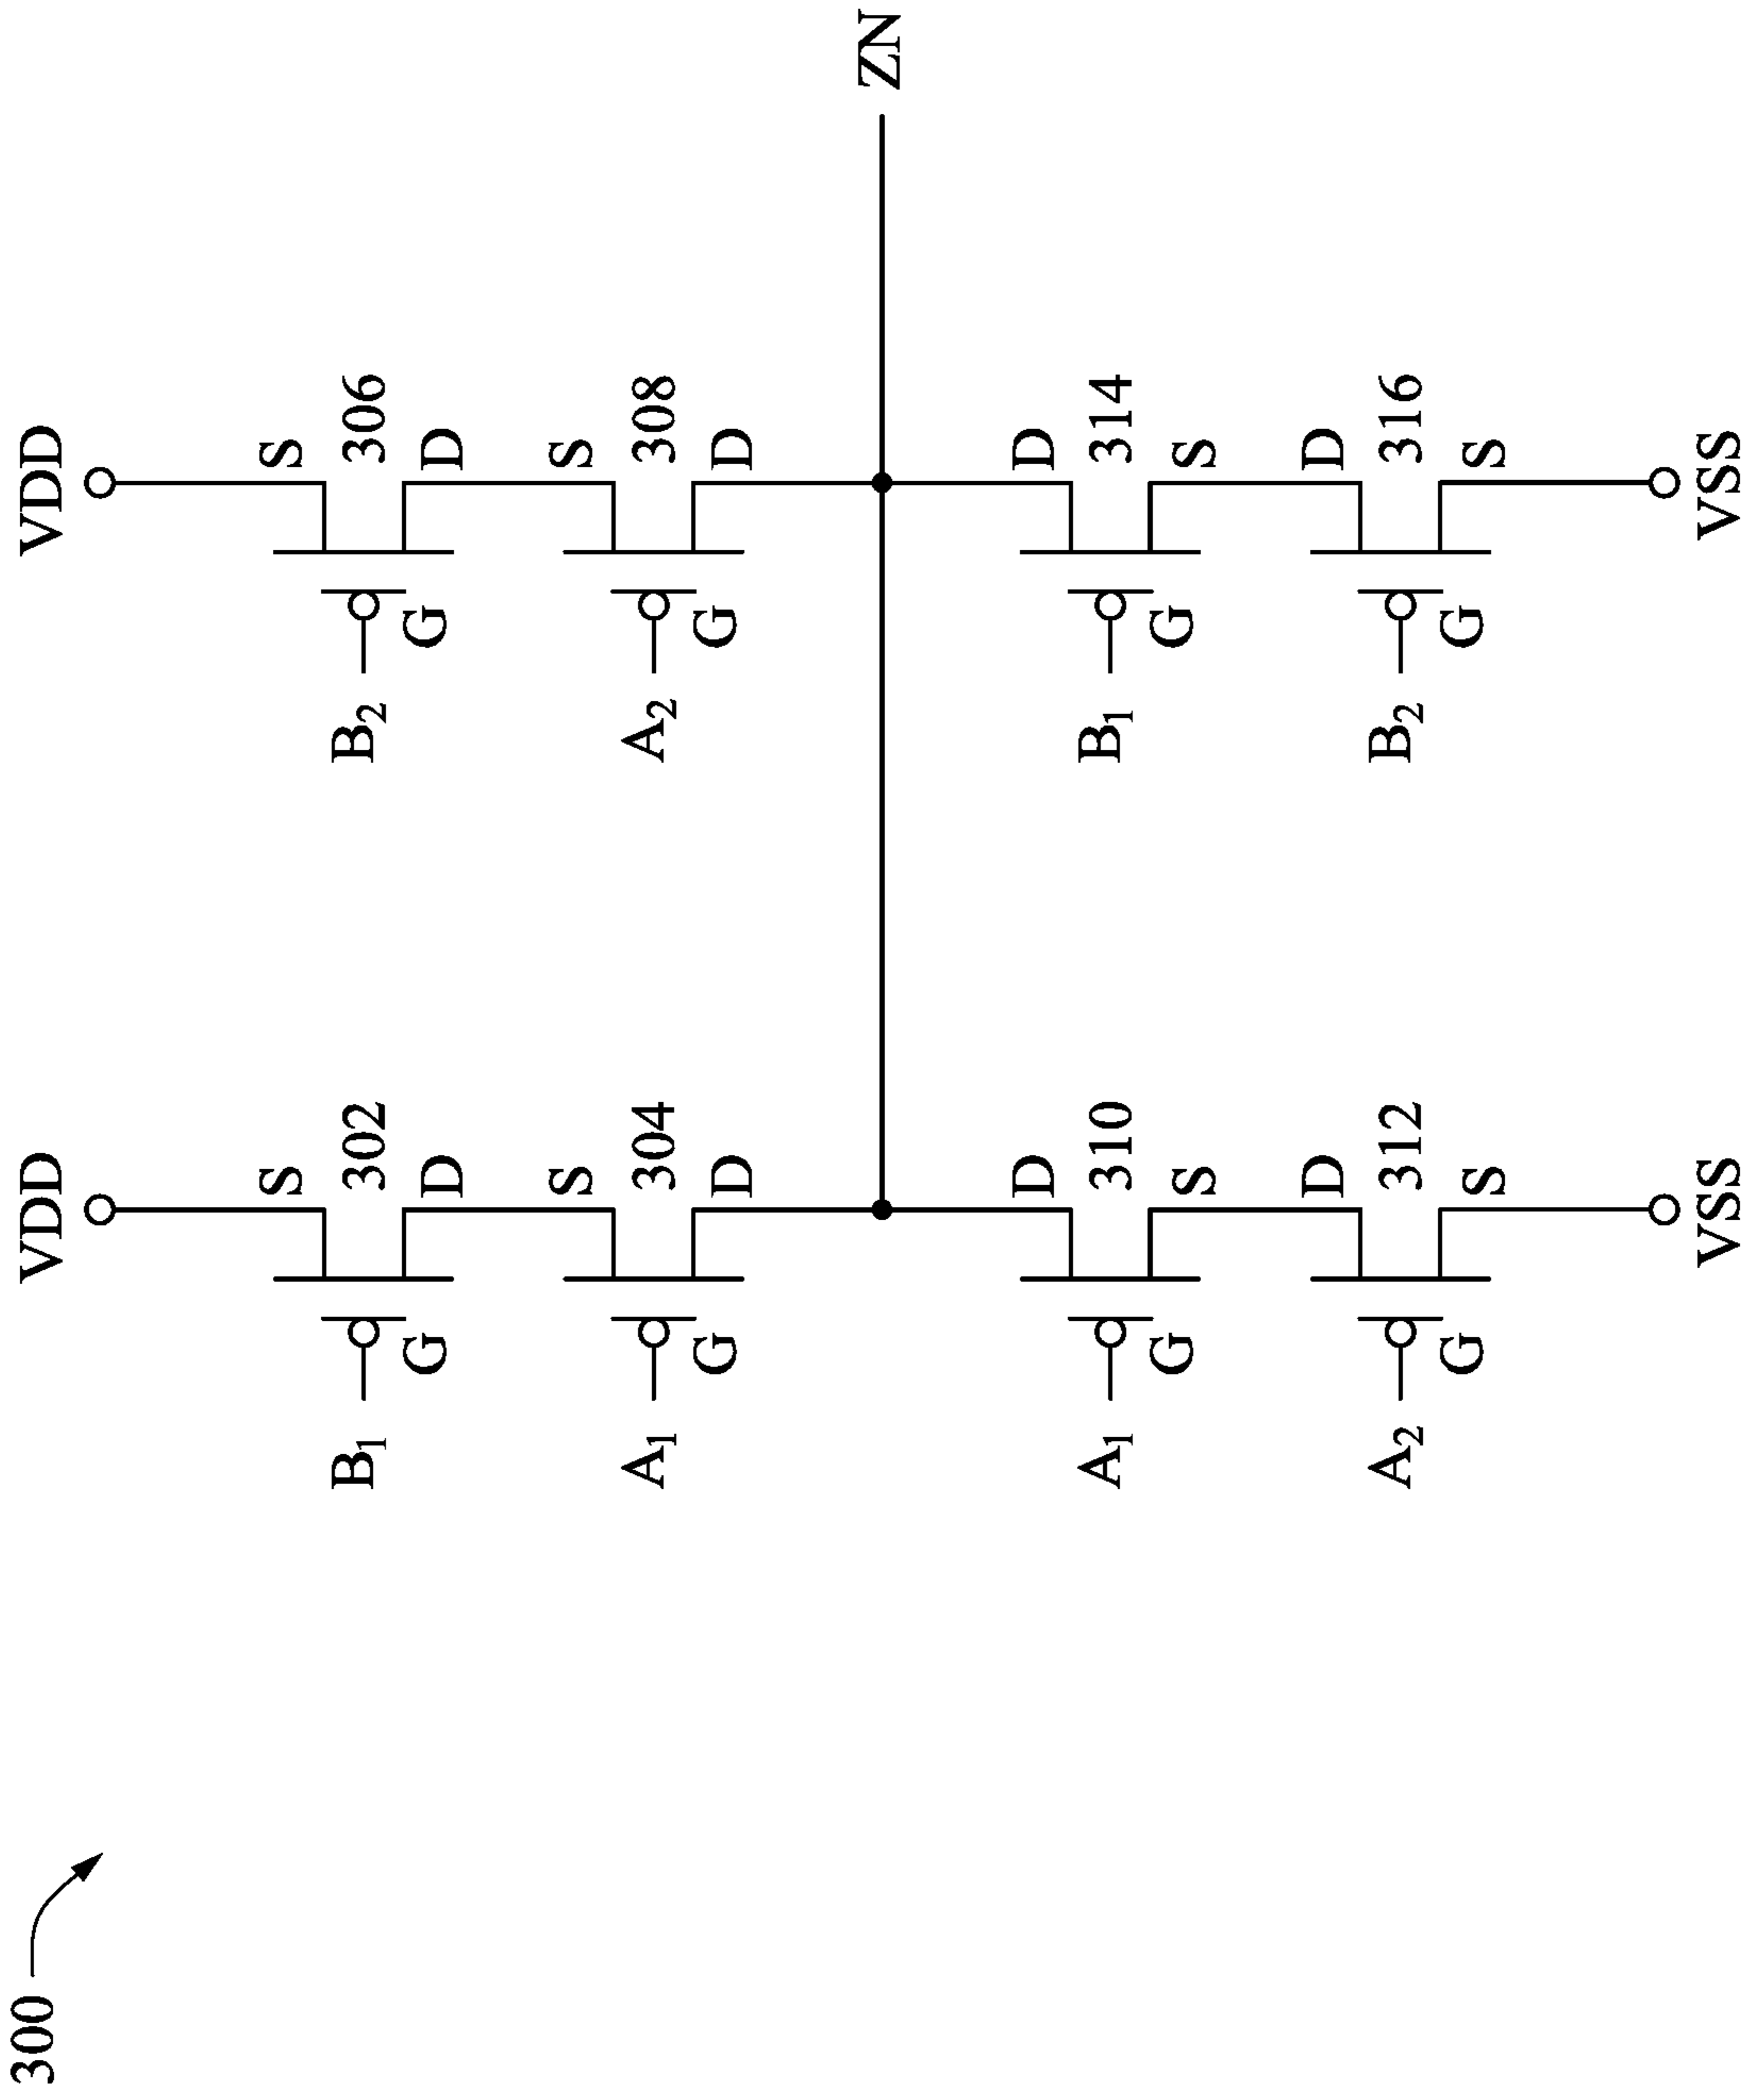 300 VDD VDD
S S
B₁ 302 B₂ 306
G D G D
S S
A₁ 304 A₂ 308
G D G D
ZN
D D
A₁ 310 B₁ 314
G S G S
D D
A₂ 312 B₂ 316
G S G S
VSS VSS